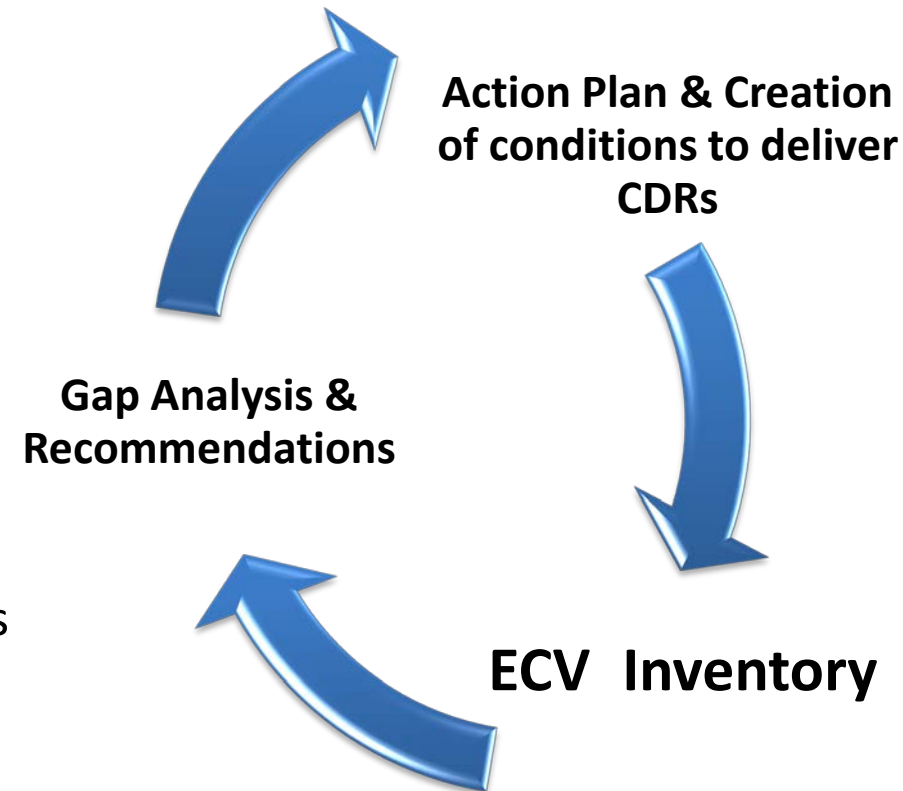 Action Plan & Creation
of conditions to deliver
CDRs
Gap Analysis &
Recommendations
s
ECV Inventory